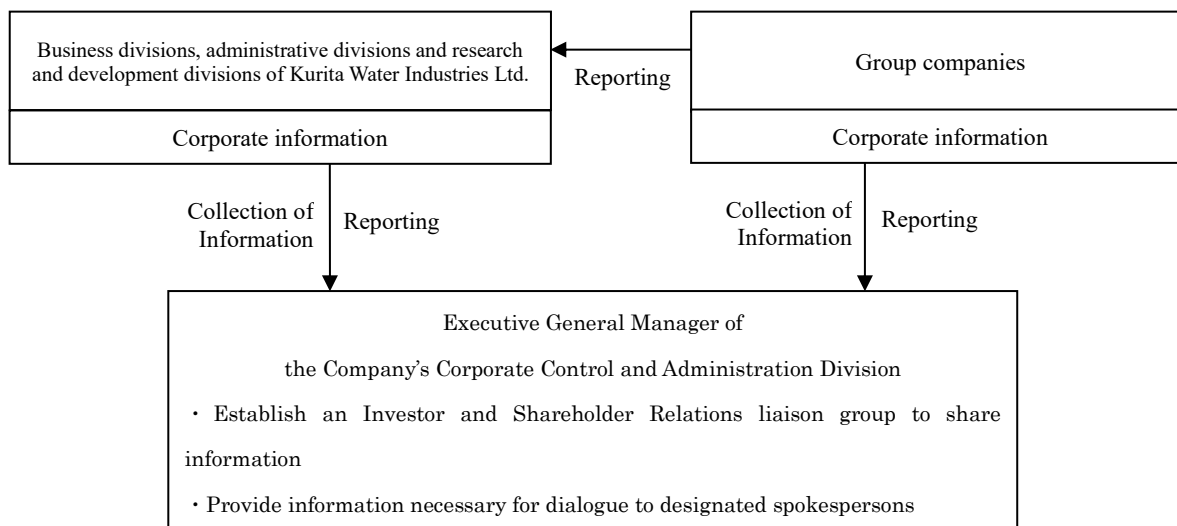 Business divisions, administrative divisions and research
and development divisions of Kurita Water Industries Ltd.
Reporting
Group companies
Corporate information
Corporate information
Collection of
Information
Reporting
Collection of
Information
Reporting
Executive General Manager of
the Company’s Corporate Control and Administration Division
・Establish an Investor and Shareholder Relations liaison group to share
information
・Provide information necessary for dialogue to designated spokespersons